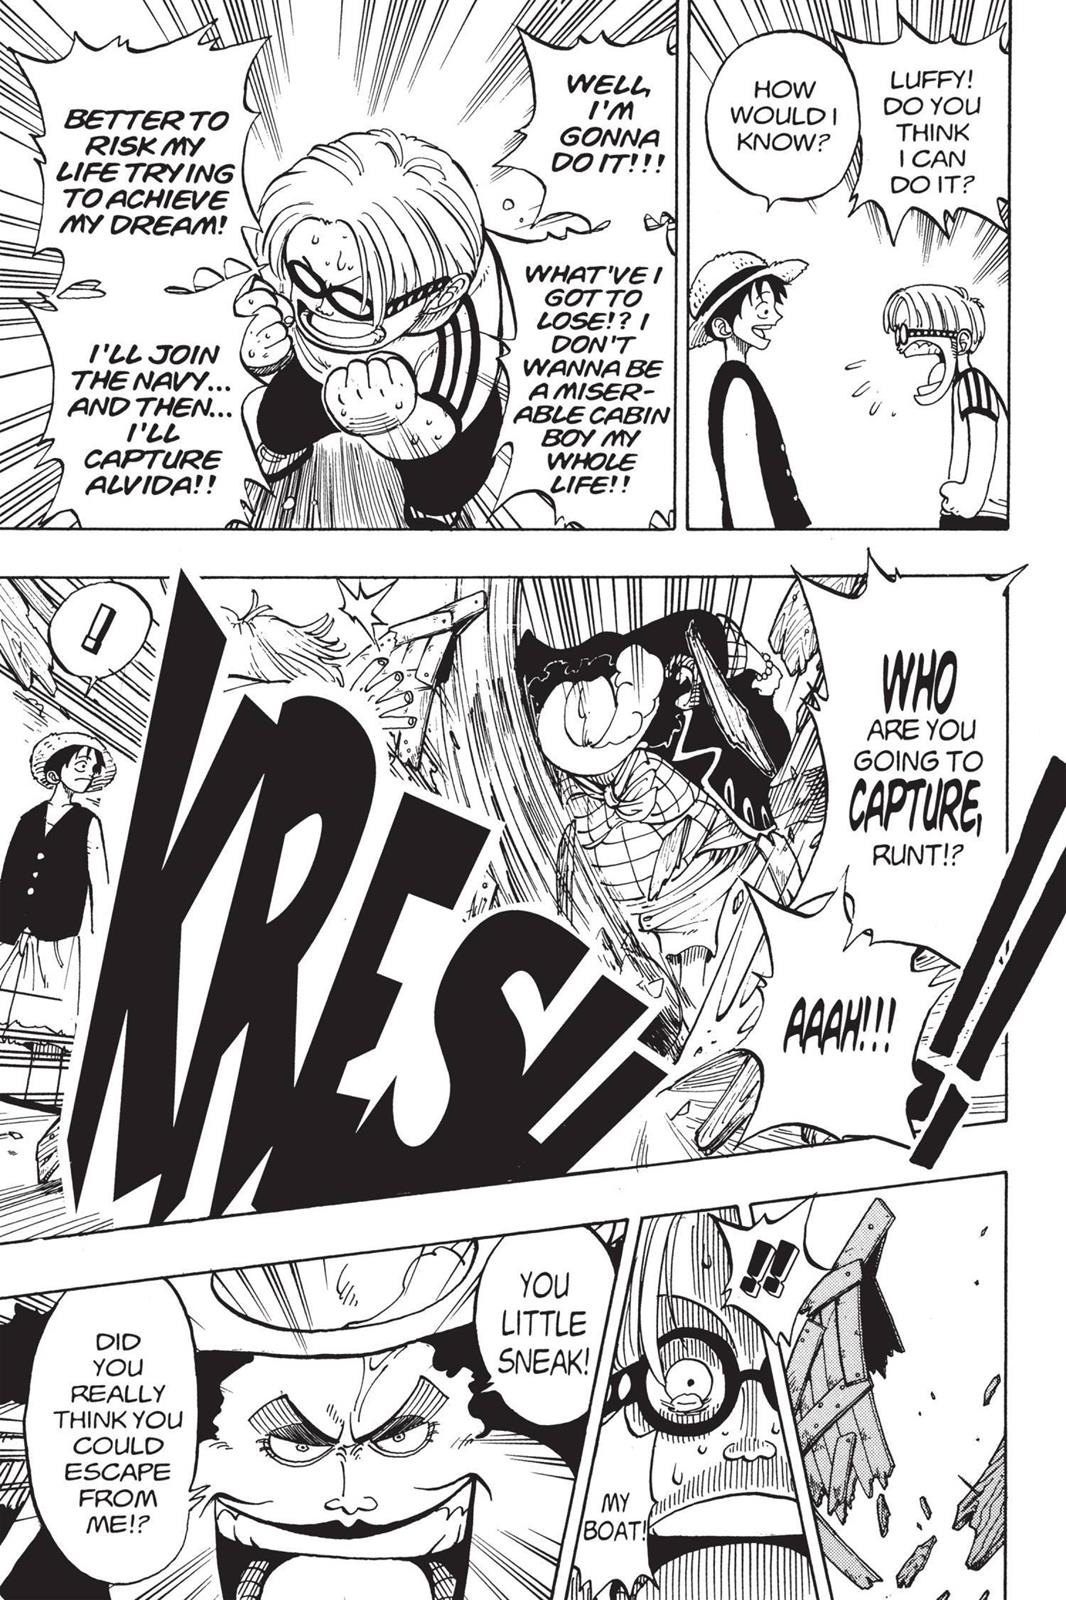 LUFFY!
DO YOU
THINK
I CAN
DO IT?
HOW
WOULD I
KNOW?
WELL,
I'M
GONNA
DO IT!!!
WHAT'VE I
GOT TO
LOSE!? I
DON'T
WANNA BE
A MISER-
ABLE CABIN
BOY MY
WHOLE
LIFE!!
BETTER TO
RISK MY
LIFE TRYING
TO ACHIEVE
MY DREAM!
I'LL JOIN
THE NAVY...
AND THEN...
I'LL
CAPTURE
ALVIDA!!
WHO
ARE YOU
GOING TO
CAPTURE,
RUNT!?
AAAH!!!
KRESH!!
!
!!
MY
BOAT!
YOU
LITTLE
SNEAK!
DID
YOU
REALLY
THINK YOU
COULD
ESCAPE
FROM
ME!?